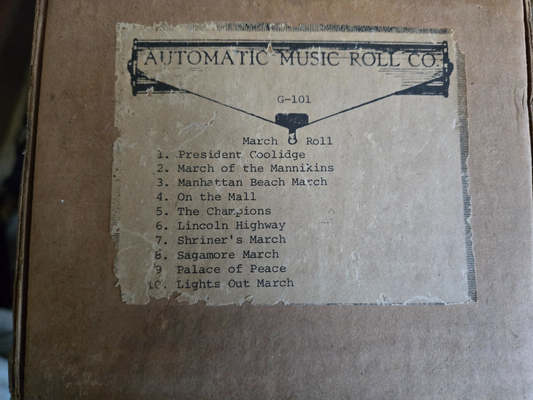 AUTOMATIC MUSIC ROLL CO.
G-101
March Roll
1. President Coolidge
2. March of the Mannikins
3. Manhattan Beach March
4. On the Mall
5. The Champions
6. Lincoln Highway
7. Shriner's March
8. Sagamore March
9 Palace of Peace
10. Lights Out March